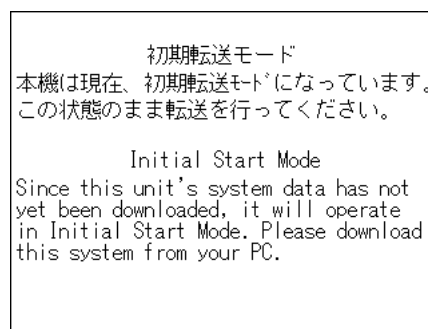 初期転送モード
本機は現在、初期転送ﾓｰﾄﾞになっています。
この状態のまま転送を行ってください。
Initial Start Mode
Since this unit's system data has not
yet been downloaded, it will operate
in Initial Start Mode. Please download
this system from your PC.